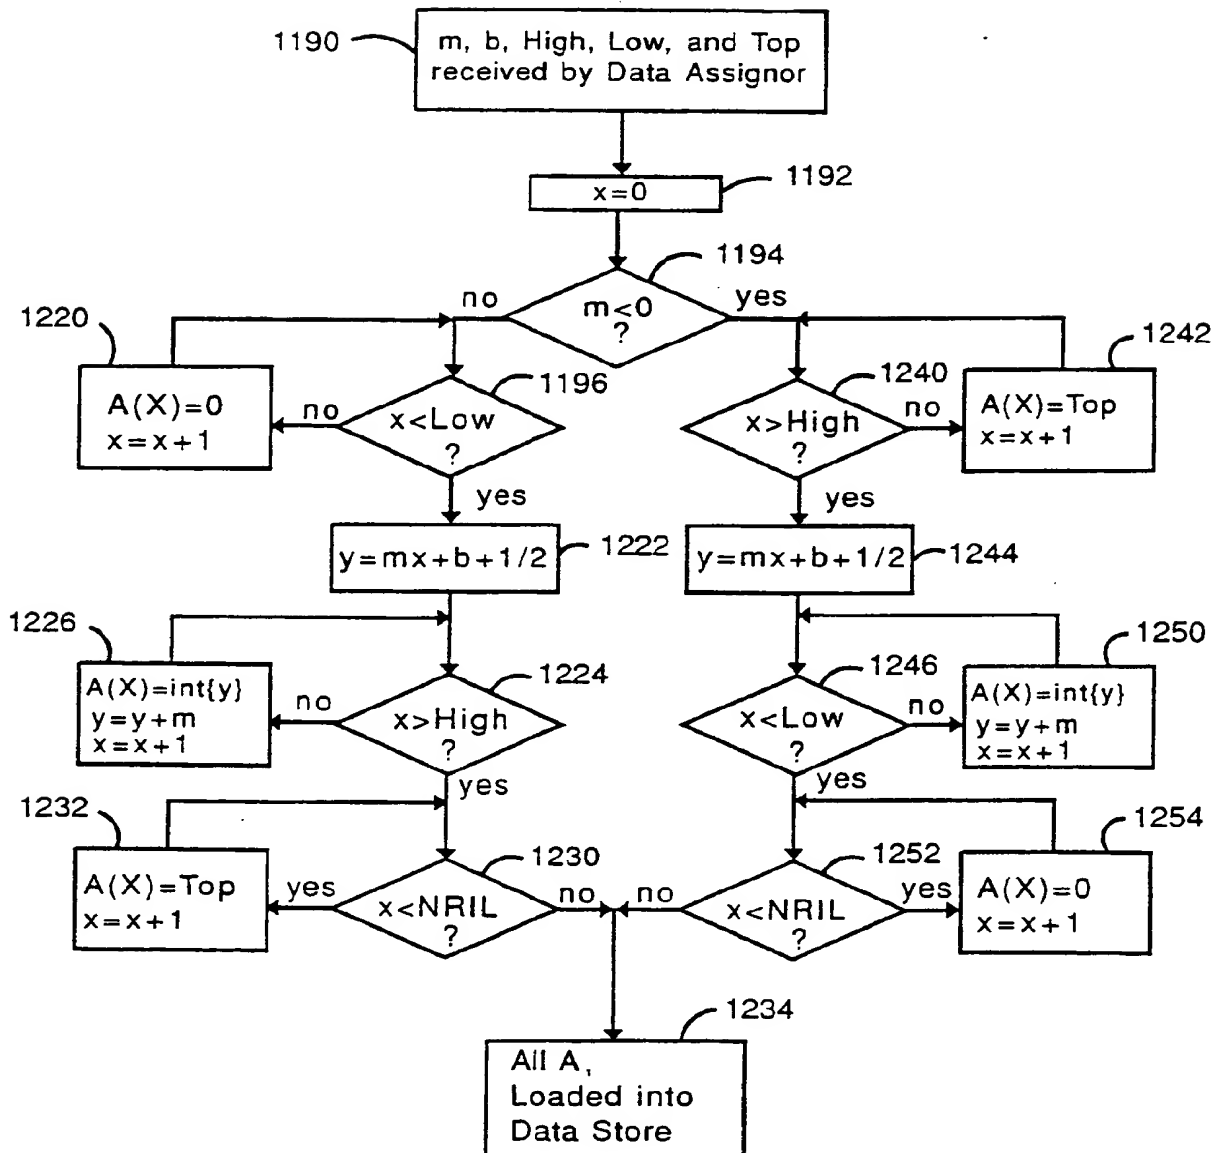 1190
m, b, High, Low, and Top
received by Data Assignor
1192
x=0
1194
m<0
?
no
yes
1220
A(X)=0
x=x+1
no
1196
x<Low
?
yes
1240
x>High
?
no
yes
1242
A(X)=Top
x=x+1
y=mx+b+1/2
1222
y=mx+b+1/2
1244
1226
A(X)=int{y}
y=y+m
x=x+1
no
1224
x>High
?
yes
1246
x<Low
?
no
yes
1250
A(X)=int{y}
y=y+m
x=x+1
1232
A(X)=Top
x=x+1
yes
1230
x<NRIL
?
no
no
1252
x<NRIL
?
yes
1254
A(X)=0
x=x+1
1234
All A,
Loaded into
Data Store